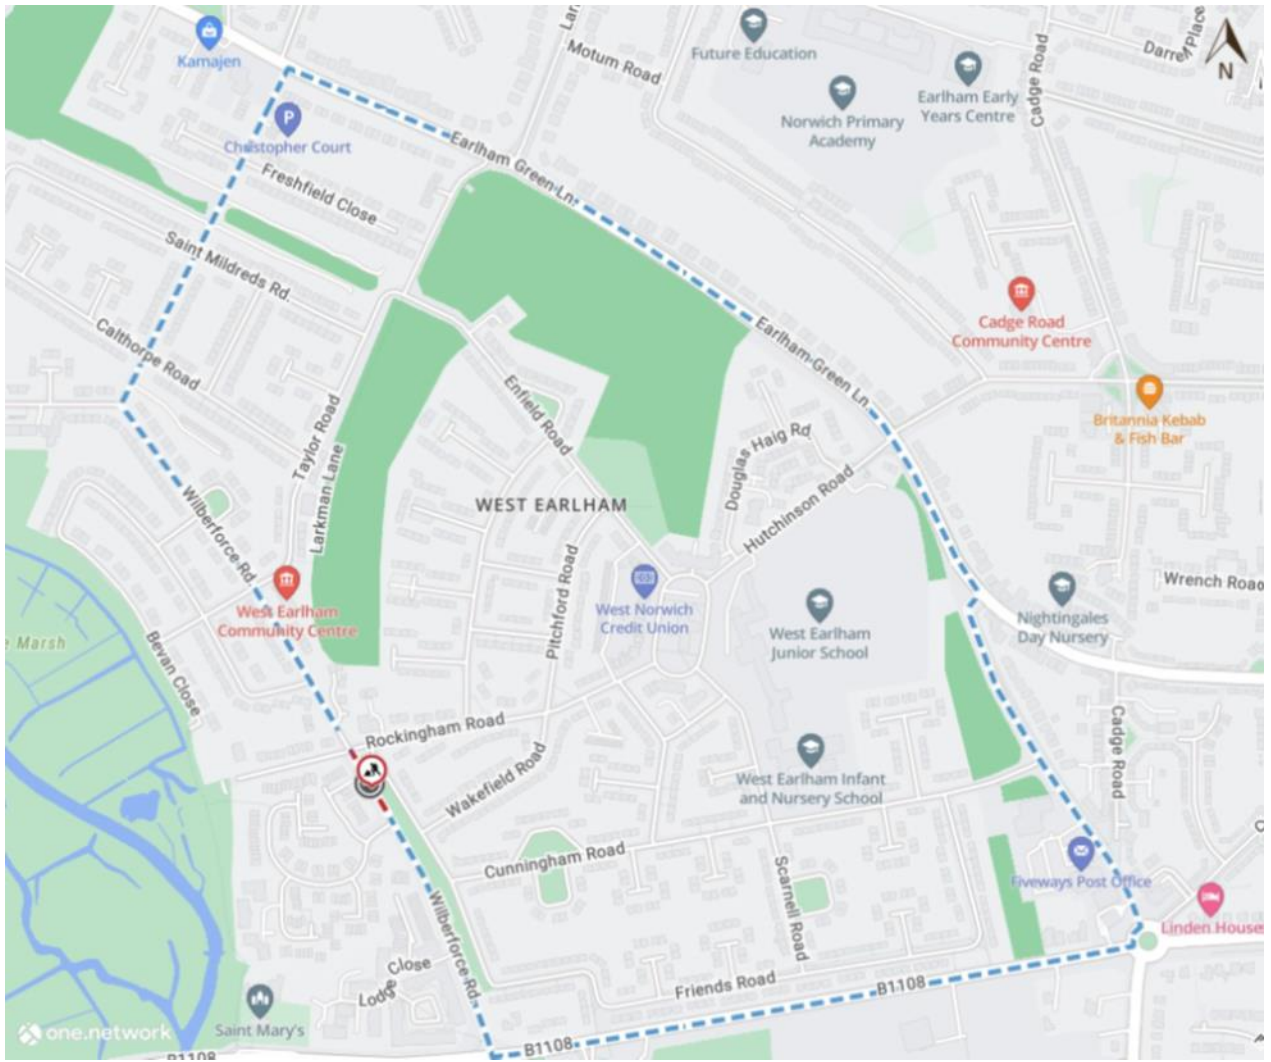 Kamajen
Future Education
Motum Road
Cadge Road
N
Earlham Early
Years Centre
Norwich Primary
Academy
P
Christopher Court
Earlham Green Ln.
Freshfield Close
Saint Mildreds Rd.
Calthorpe Road
Cadge Road
Community Centre
Earlham Green Ln.
Enfield Road
Taylor Road
Larkman Lane
Britannia Kebab
& Fish Bar
Douglas Haig Rd
Hutchinson Road
WEST EARLHAM
Wilberforce Rd.
Pitchford Road
West Norwich
Credit Union
West Earlham
Community Centre
West Earlham
Junior School
Nightingales
Day Nursery
Wrench Road
e Marsh
Bevan Close
Rockingham Road
Cadge Road
Wakefield Road
West Earlham Infant
and Nursery School
Cunningham Road
Scarnell Road
Fiveways Post Office
Linden House
Wilberforce Rd.
Lodge Close
Friends Road
B1108
Saint Mary's
one.network
B1108
B1108